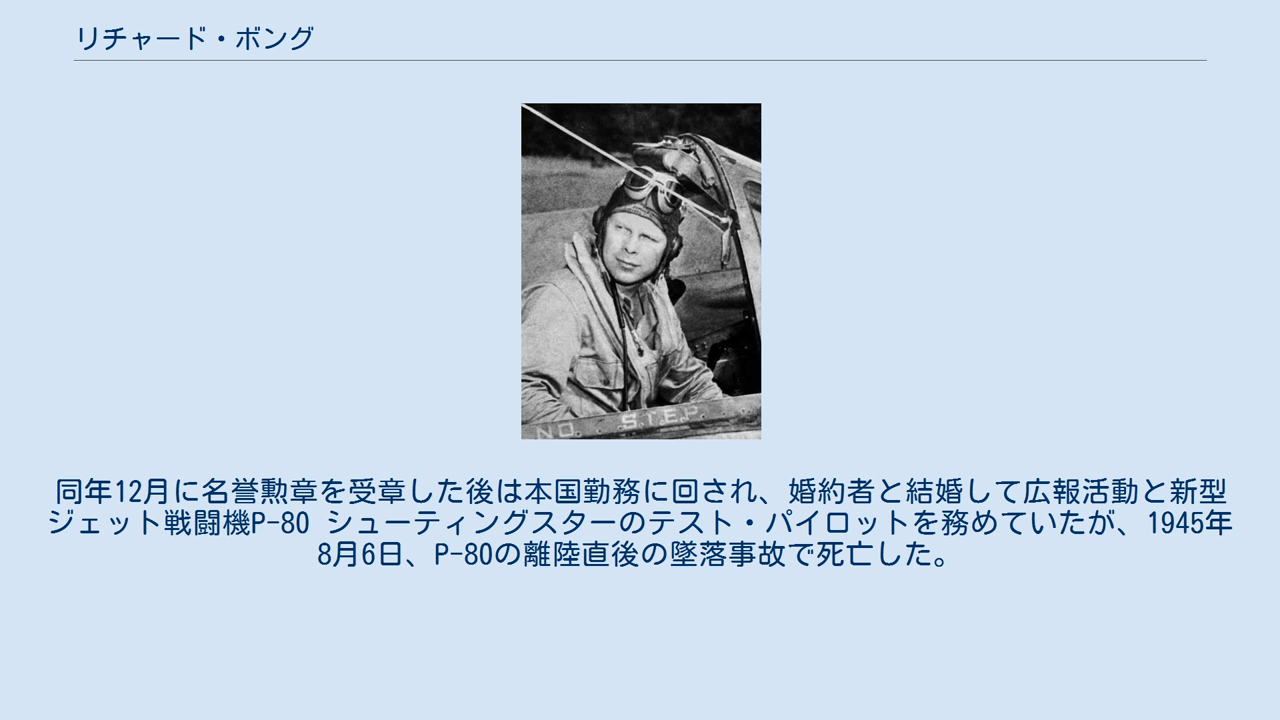 リチャード・ボング
NO STEP
同年12月に名誉勲章を受章した後は本国勤務に回され、婚約者と結婚して広報活動と新型
ジェット戦闘機P-80 シューティングスターのテスト・パイロットを務めていたが、1945年
8月6日、P-80の離陸直後の墜落事故で死亡した。